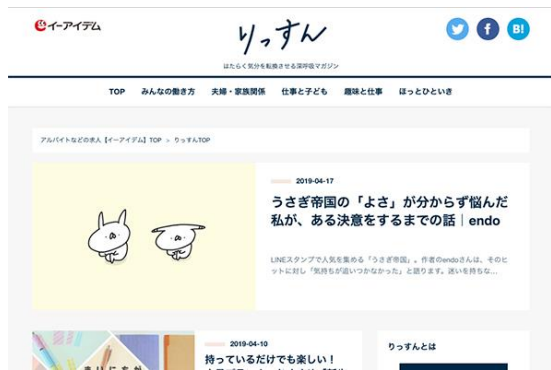 イーアイデム
りっすん
はたらく気分を転換させる深呼吸マガジン
B!
TOP みんなの働き方 夫婦・家族関係 仕事と子ども 趣味と仕事 ほっとひといき
アルバイトなどの求人【イーアイデム】TOP > りっすんTOP
2019-04-17
うさぎ帝国の「よさ」が分からず悩んだ
私が、ある決意をするまでの話｜endo
LINEスタンプで人気を集める「うさぎ帝国」。作者のendoさんは、そのヒ
ットに対し「気持ちが追いつかなかった」と語ります。迷いを持ちな...
2019-04-10
持っているだけでも楽しい！
りっすんとは